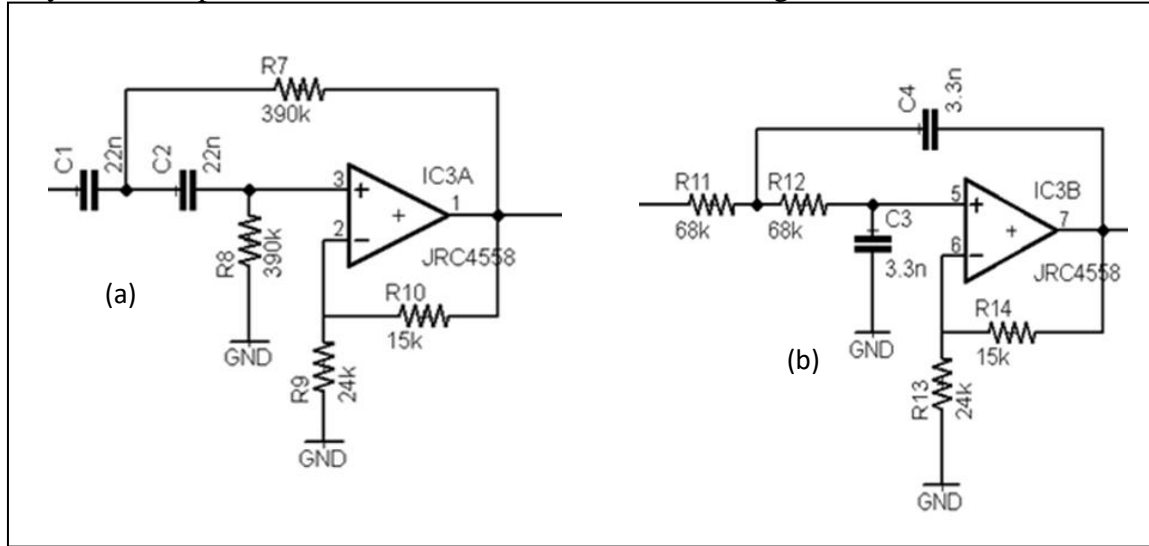 R7
390k
C1
22n
C2
22n
3
2
1
IC3A
JRC4558
R8
390k
R10
15k
R9
24k
GND
GND
(a)
C4
3.3n
R11
68k
R12
68k
C3
3.3n
5
6
7
IC3B
JRC4558
R14
15k
R13
24k
GND
GND
(b)